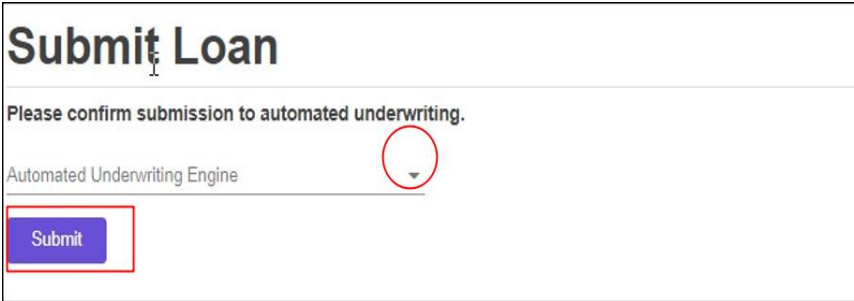 Submit Loan
Please confirm submission to automated underwriting.
Automated Underwriting Engine
Submit